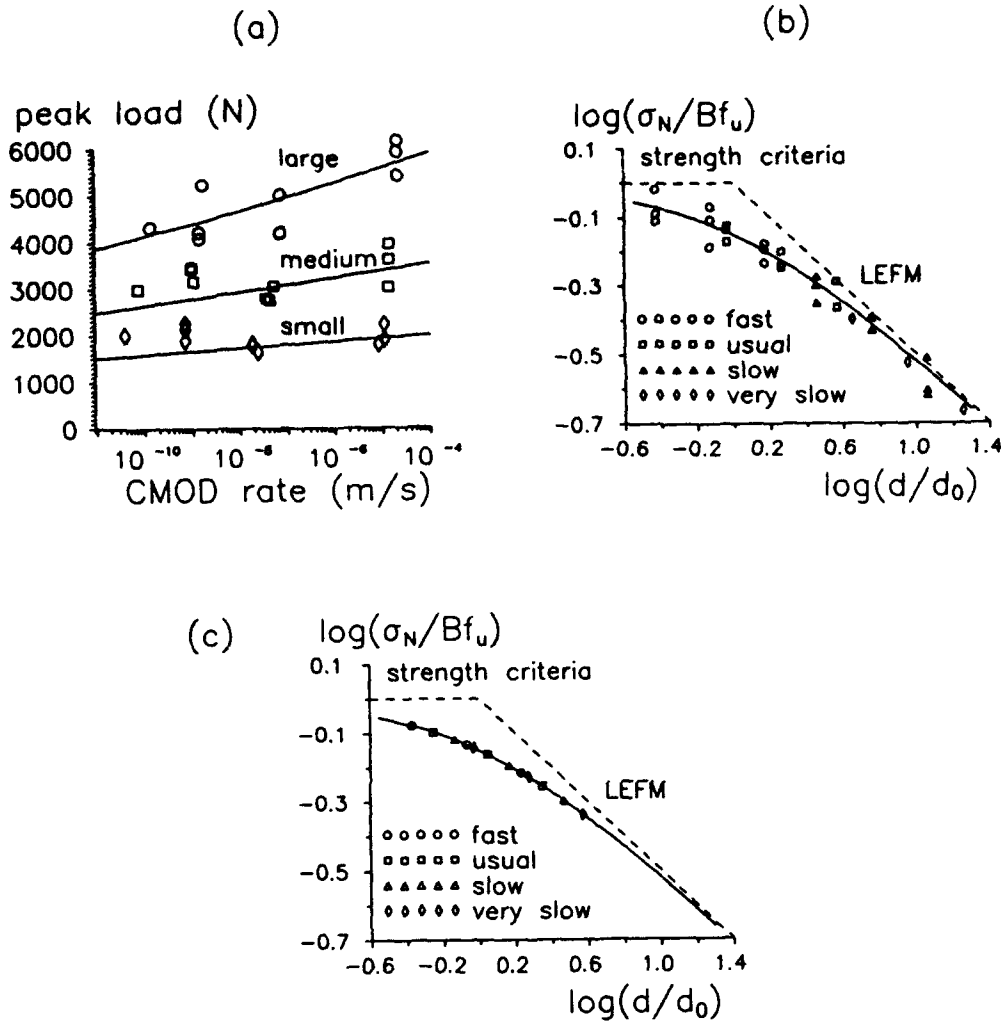 (a)
peak load (N)
6000
5000
4000
3000
2000
1000
0
large
medium
small
10⁻¹⁰ 10⁻⁸ 10⁻⁶ 10⁻⁴
CMOD rate (m/s)
(b)
log(σN/Bfu)
0.1
-0.1
-0.3
-0.5
-0.7
strength criteria
LEFM
fast
usual
slow
very slow
-0.6 -0.2 0.2 0.6 1.0 1.4
log(d/d0)
(c)
log(σN/Bfu)
0.1
-0.1
-0.3
-0.5
-0.7
strength criteria
LEFM
fast
usual
slow
very slow
-0.6 -0.2 0.2 0.6 1.0 1.4
log(d/d0)